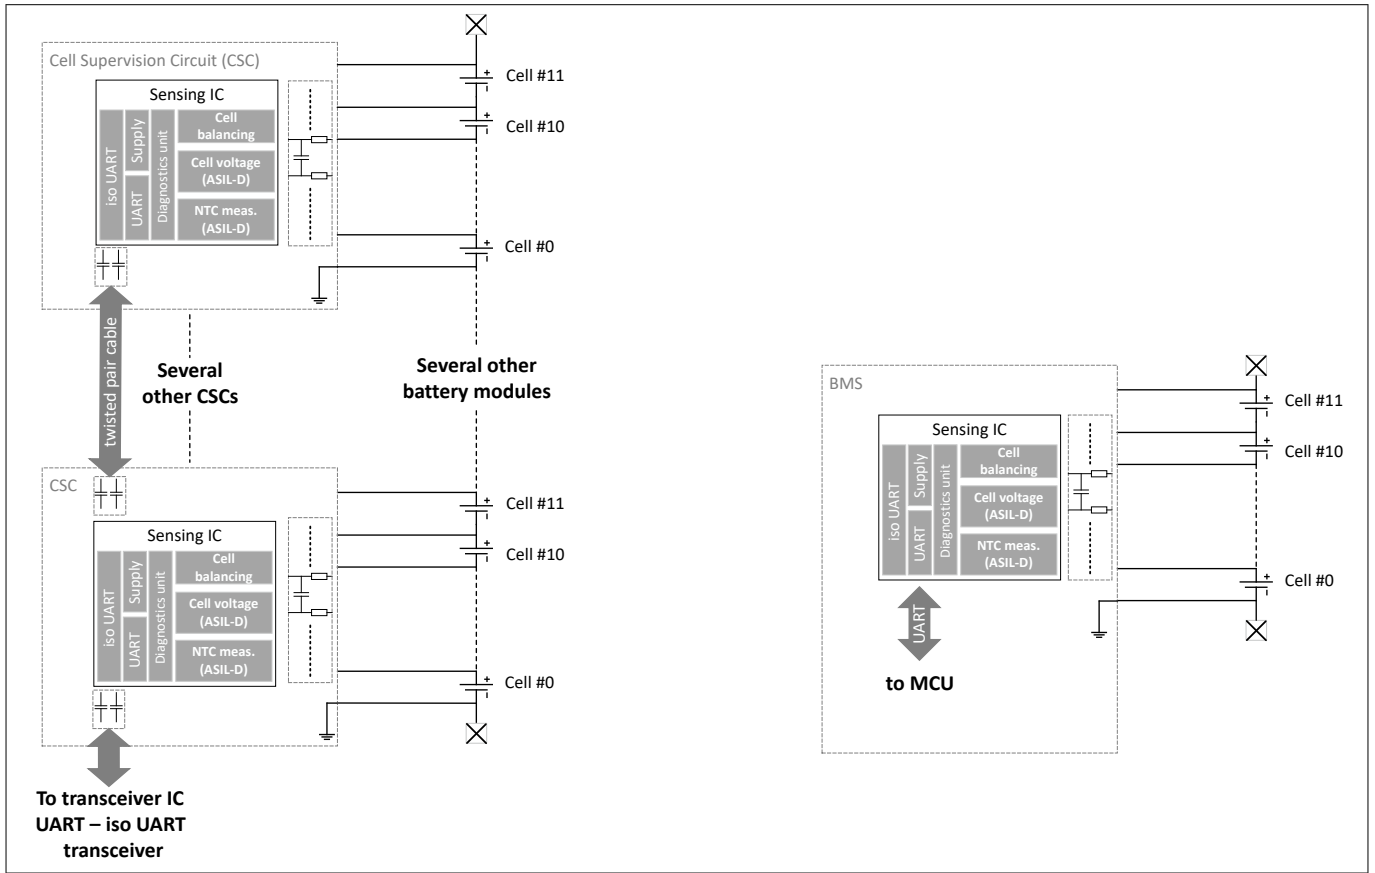 Cell Supervision Circuit (CSC)
Sensing IC
iso UART
Supply
UART
Diagnostics unit
Cell
balancing
Cell voltage
(ASIL-D)
NTC meas.
(ASIL-D)
+
Cell #11
+
Cell #10
+
Cell #0
twisted pair cable
Several
other CSCs
Several other
battery modules
CSC
Sensing IC
iso UART
Supply
UART
Diagnostics unit
Cell
balancing
Cell voltage
(ASIL-D)
NTC meas.
(ASIL-D)
+
Cell #11
+
Cell #10
+
Cell #0
To transceiver IC
UART – iso UART
transceiver
BMS
Sensing IC
iso UART
Supply
UART
Diagnostics unit
Cell
balancing
Cell voltage
(ASIL-D)
NTC meas.
(ASIL-D)
+
Cell #11
+
Cell #10
+
Cell #0
UART
to MCU